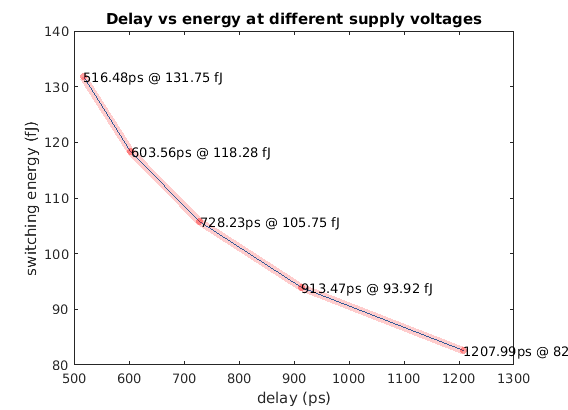 Delay vs energy at different supply voltages
140
130
120
110
100
90
80
switching energy (fJ)
516.48ps @ 131.75 fJ
603.56ps @ 118.28 fJ
728.23ps @ 105.75 fJ
913.47ps @ 93.92 fJ
1207.99ps @ 82
500 600 700 800 900 1000 1100 1200 1300
delay (ps)